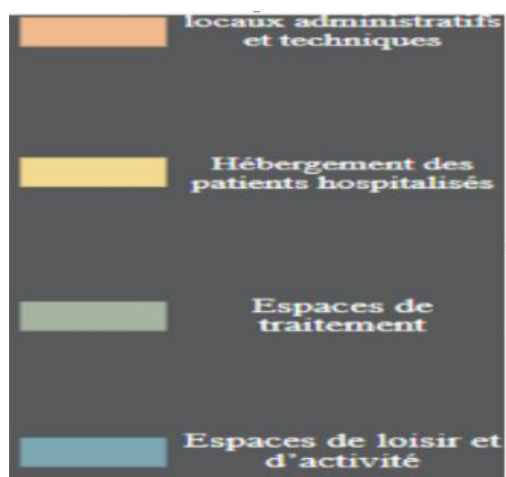 locaux administratifs
et techniques
Hébergement des
patients hospitalisés
Espaces de
traitement
Espaces de loisir et
d'activité